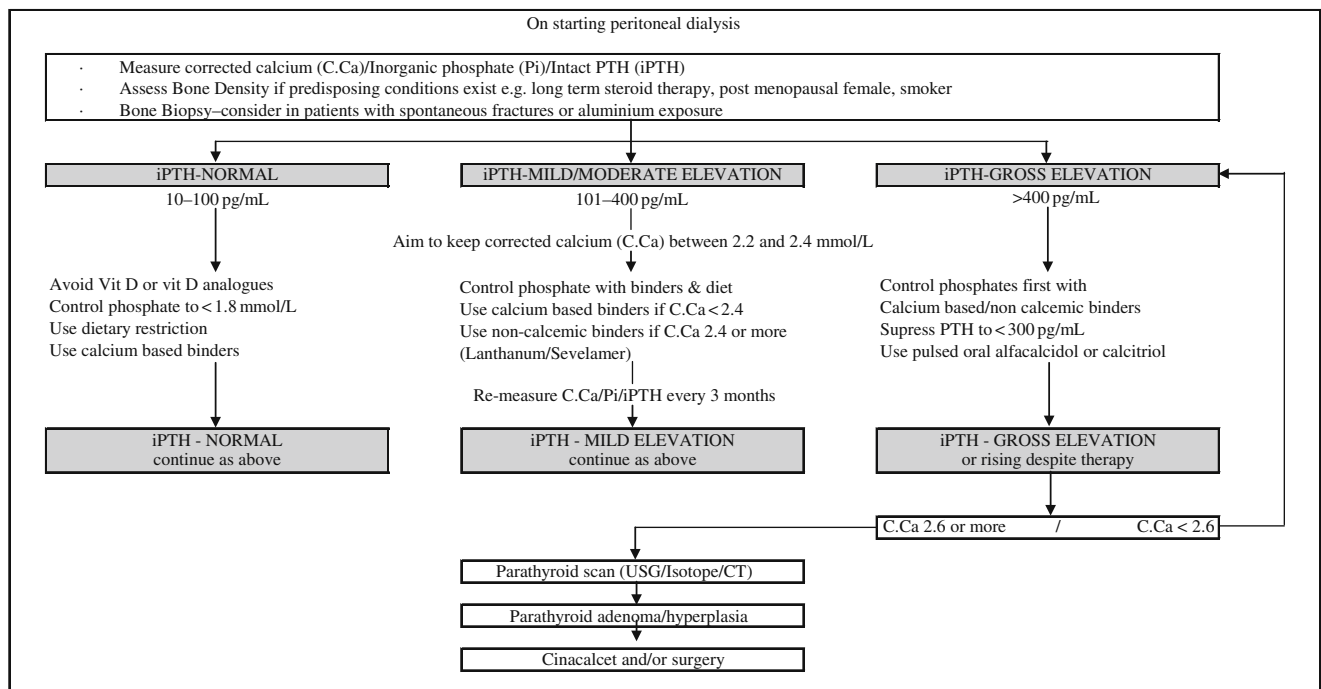 On starting peritoneal dialysis
· Measure corrected calcium (C.Ca)/Inorganic phosphate (Pi)/Intact PTH (iPTH)
· Assess Bone Density if predisposing conditions exist e.g. long term steroid therapy, post menopausal female, smoker
· Bone Biopsy–consider in patients with spontaneous fractures or aluminium exposure
iPTH-NORMAL
10–100 pg/mL
Avoid Vit D or vit D analogues
Control phosphate to < 1.8 mmol/L
Use dietary restriction
Use calcium based binders
iPTH - NORMAL
continue as above
iPTH-MILD/MODERATE ELEVATION
101–400 pg/mL
Aim to keep corrected calcium (C.Ca) between 2.2 and 2.4 mmol/L
Control phosphate with binders & diet
Use calcium based binders if C.Ca < 2.4
Use non-calcemic binders if C.Ca 2.4 or more
(Lanthanum/Sevelamer)
Re-measure C.Ca/Pi/iPTH every 3 months
iPTH - MILD ELEVATION
continue as above
iPTH-GROSS ELEVATION
>400 pg/mL
Control phosphates first with
Calcium based/non calcemic binders
Supress PTH to < 300 pg/mL
Use pulsed oral alfacalcidol or calcitriol
iPTH - GROSS ELEVATION
or rising despite therapy
C.Ca 2.6 or more / C.Ca < 2.6
Parathyroid scan (USG/Isotope/CT)
Parathyroid adenoma/hyperplasia
Cinacalcet and/or surgery